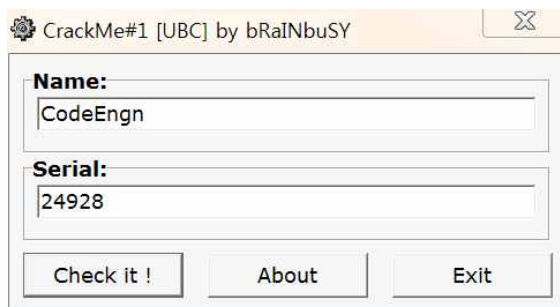 CrackMe#1 [UBC] by bRaINbuSY
Name:
CodeEngn
Serial:
24928
Check it ! About Exit